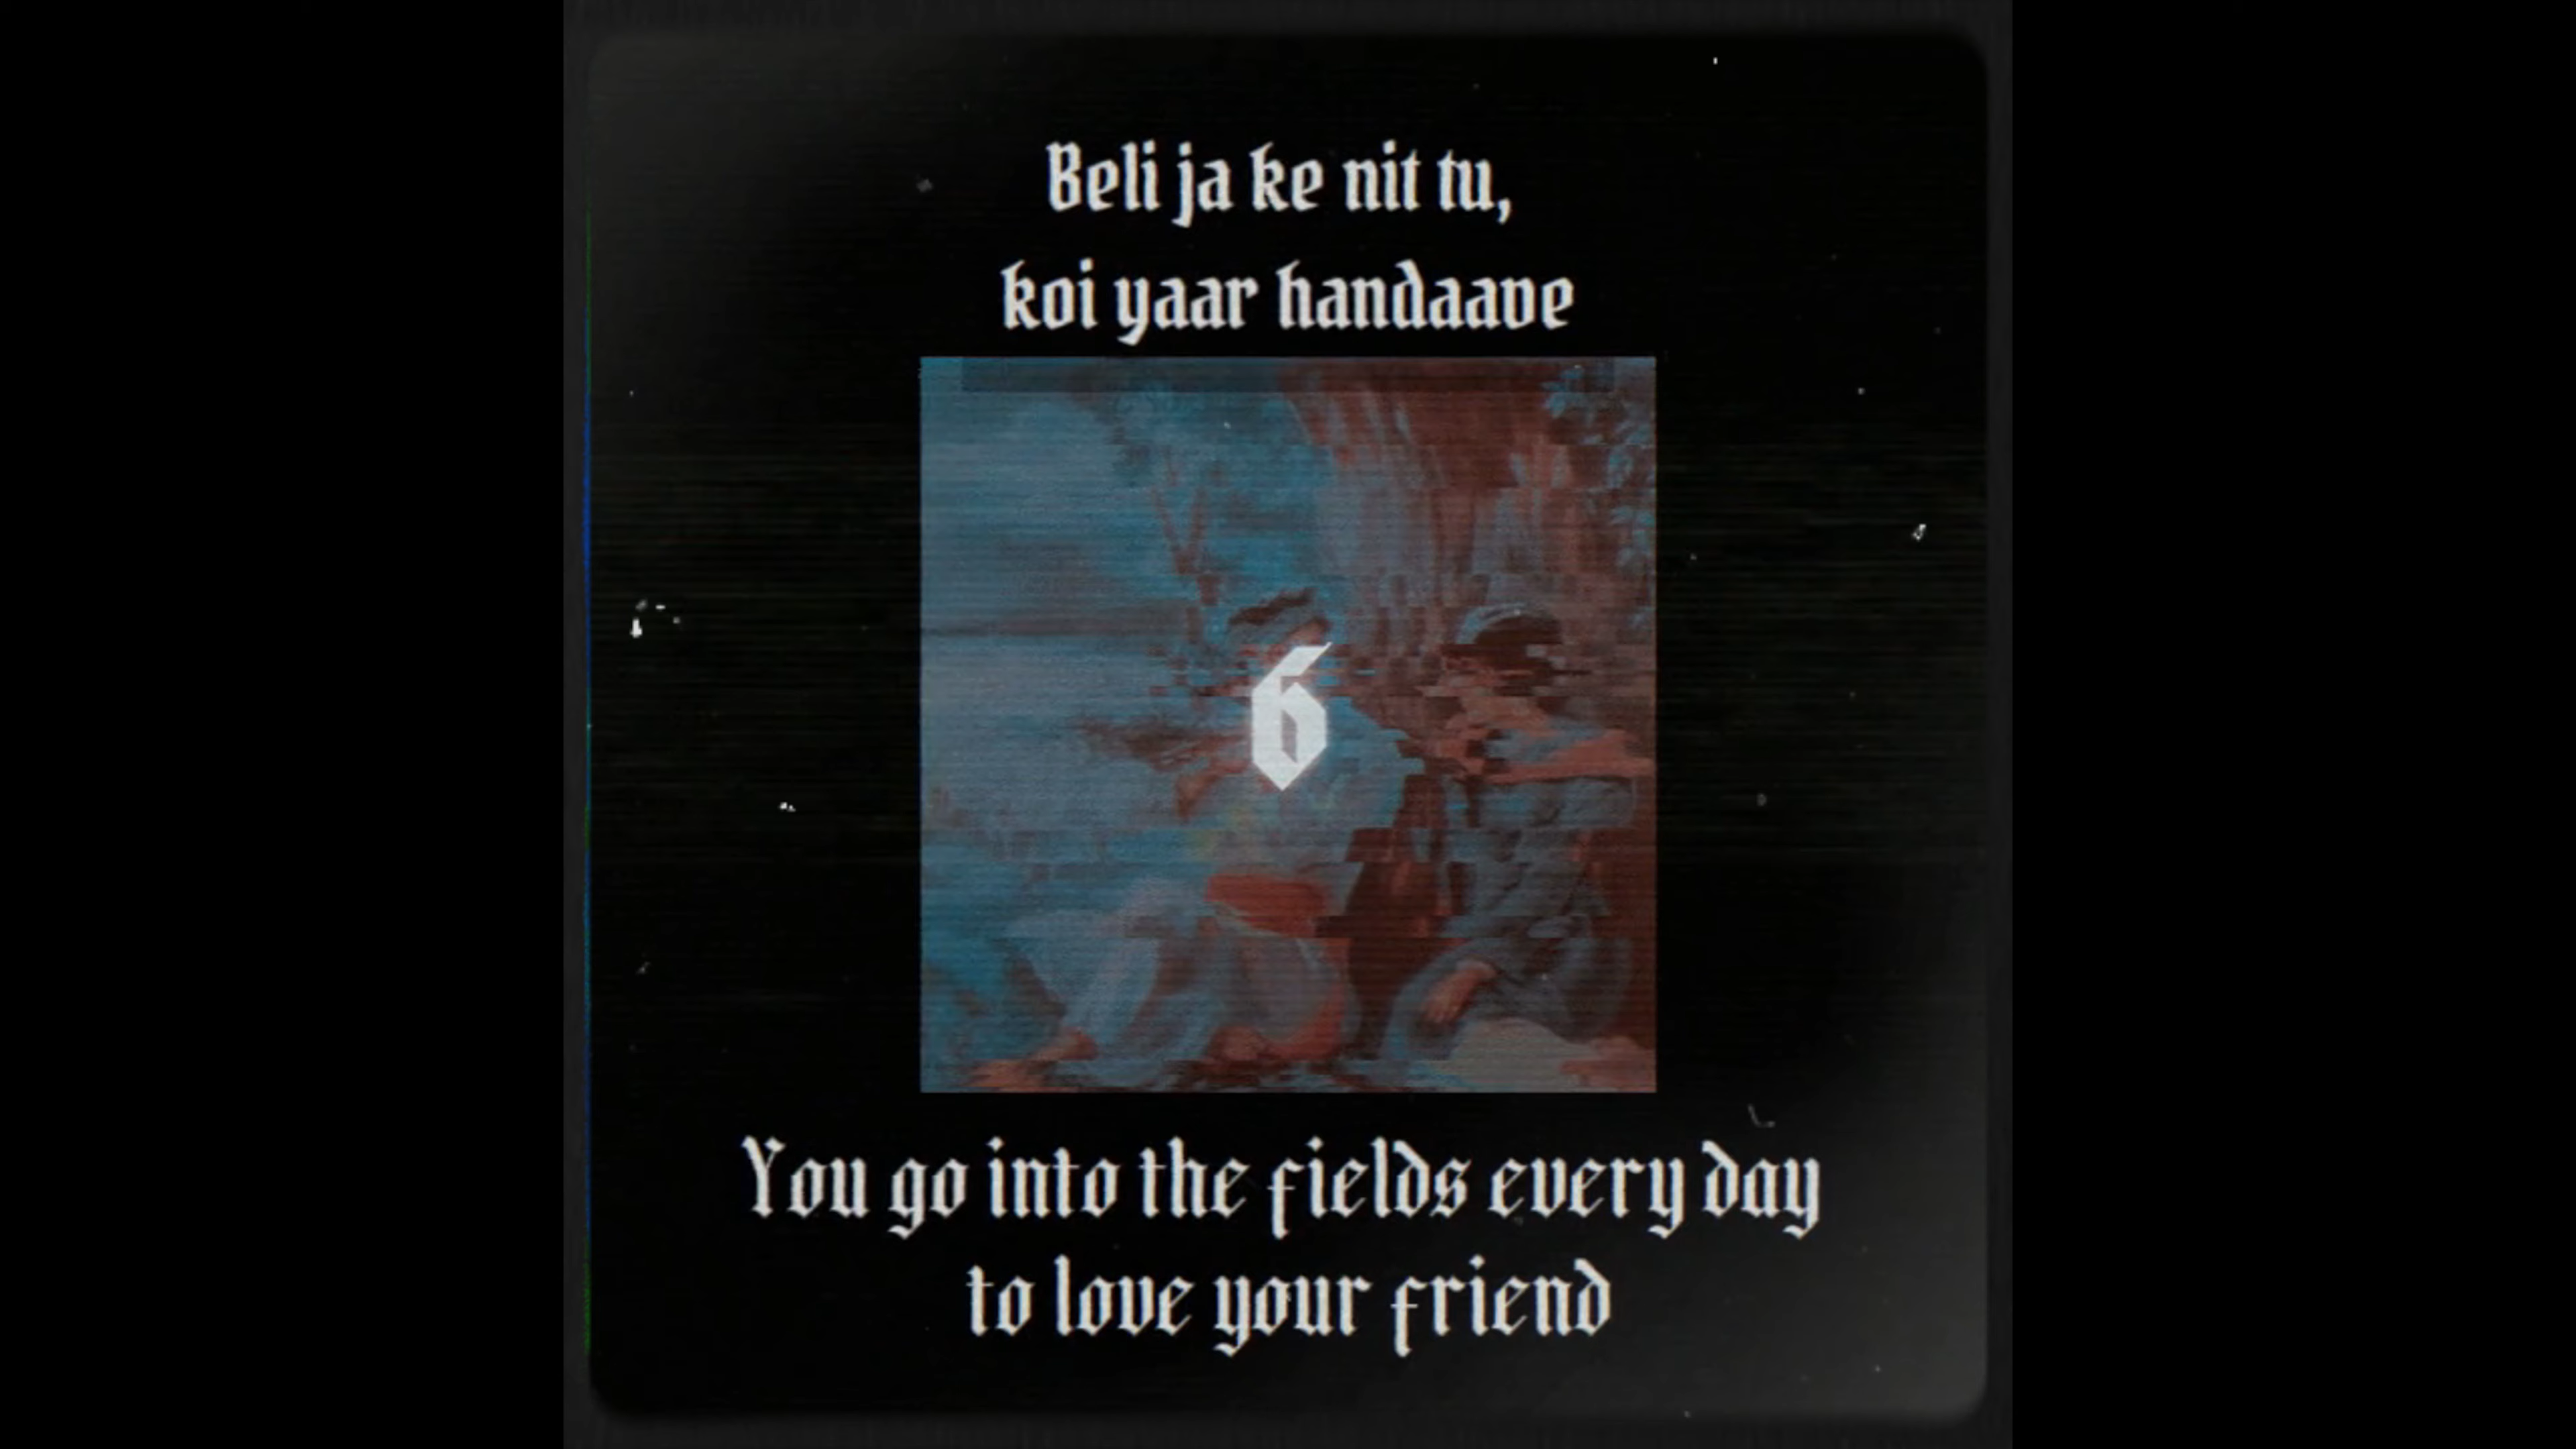 Beli ja ke nit tu,
koi yaar handaave
6
You go into the fields every day
to love your friend